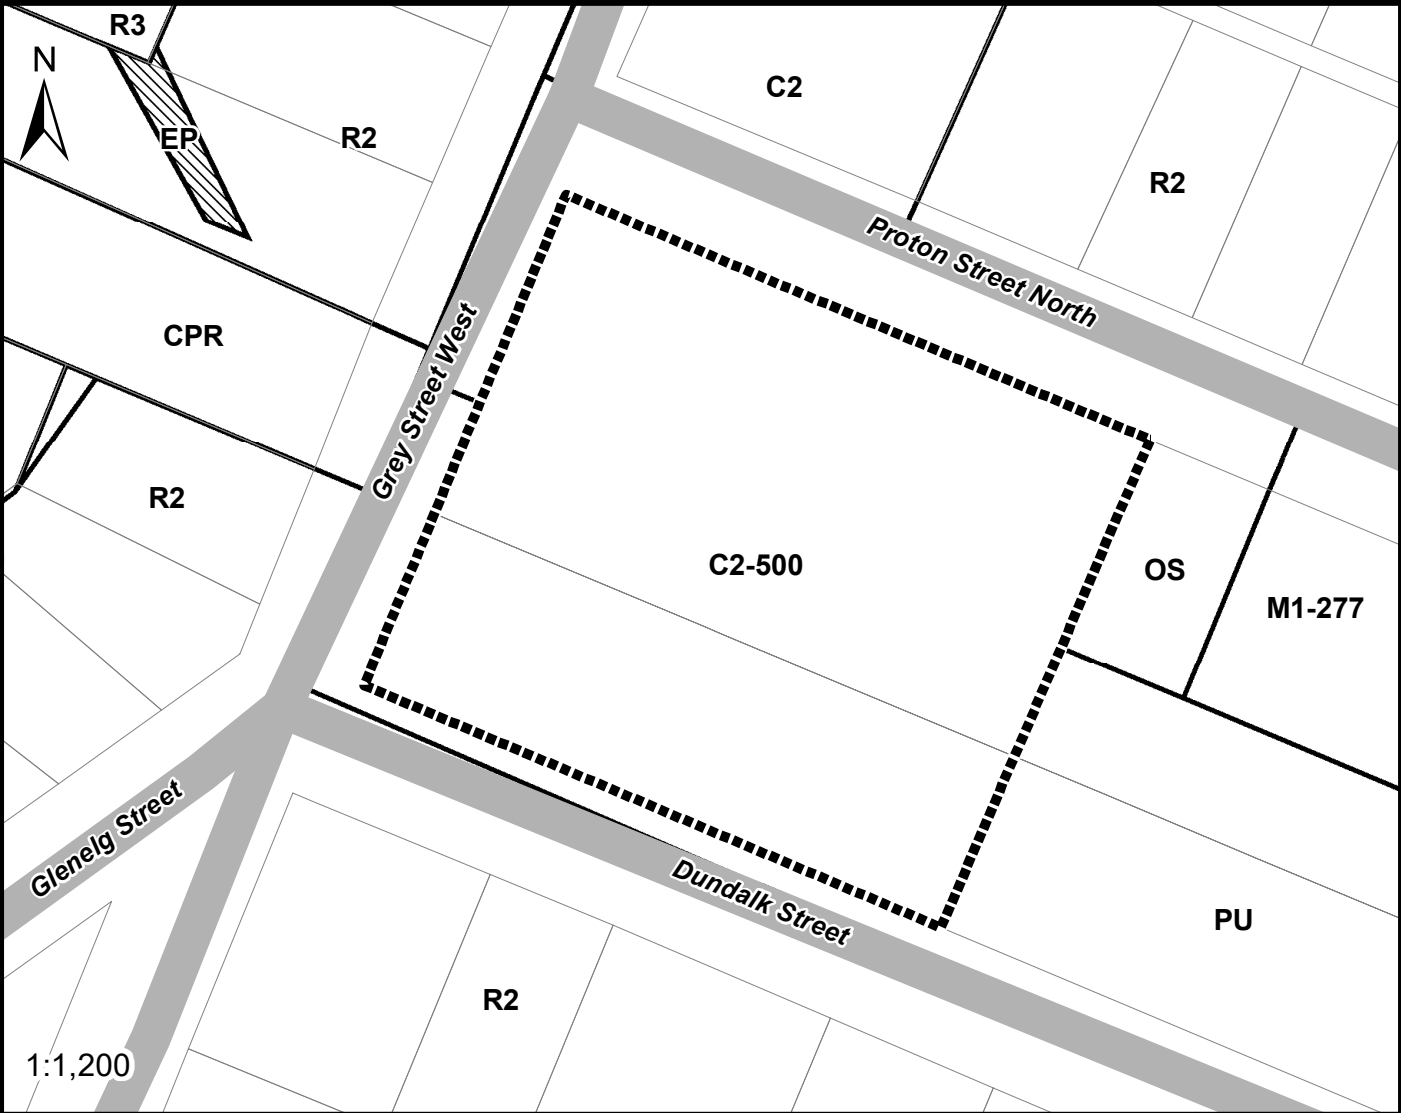 R3
N
C2
EP
R2
R2
Proton Street North
CPR
Grey Street West
R2
C2-500
OS
M1-277
Glenelg Street
Dundalk Street
PU
R2
1:1,200